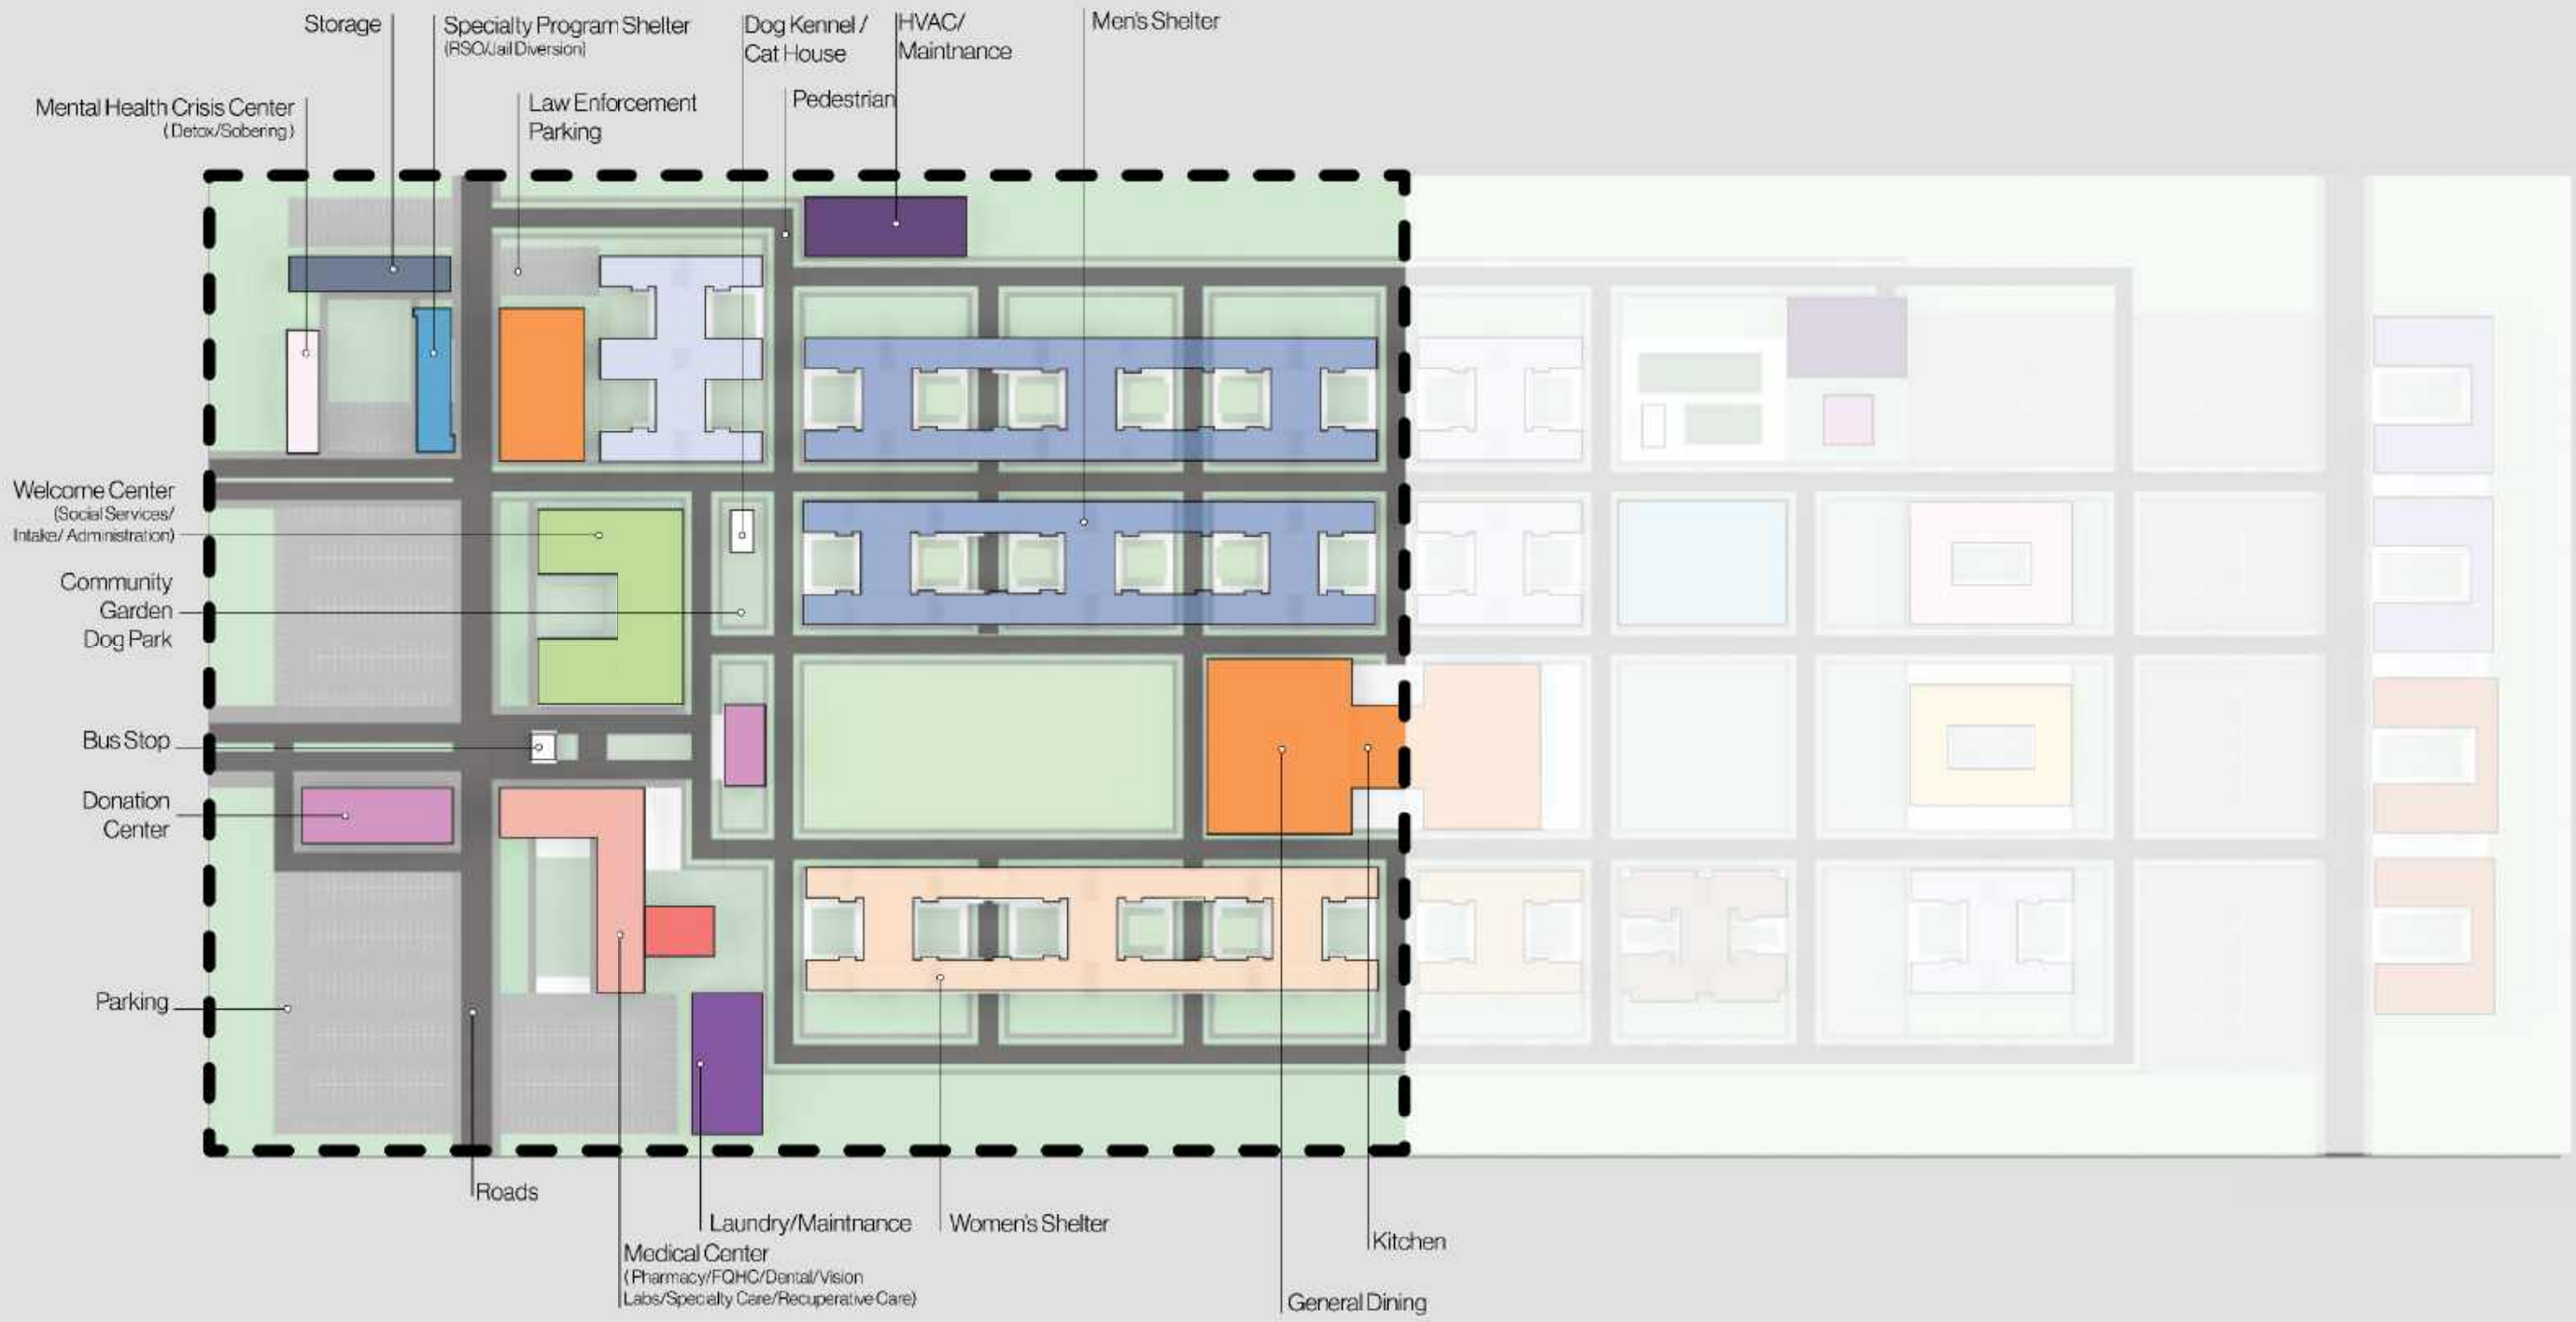 Storage
Specialty Program Shelter
(RSO/Jail Diversion)
Dog Kennel /
Cat House
HVAC/
Maintnance
Men's Shelter
Mental Health Crisis Center
(Detox/Sobering)
Law Enforcement
Parking
Pedestrian
Welcome Center
(Social Services/
Intake/ Administration)
Community
Garden
Dog Park
Bus Stop
Donation
Center
Parking
Roads
Laundry/Maintnance
Women's Shelter
Medical Center
(Pharmacy/FQHC/Dental/Vision
Labs/Specialty Care/Recuperative Care)
Kitchen
General Dining